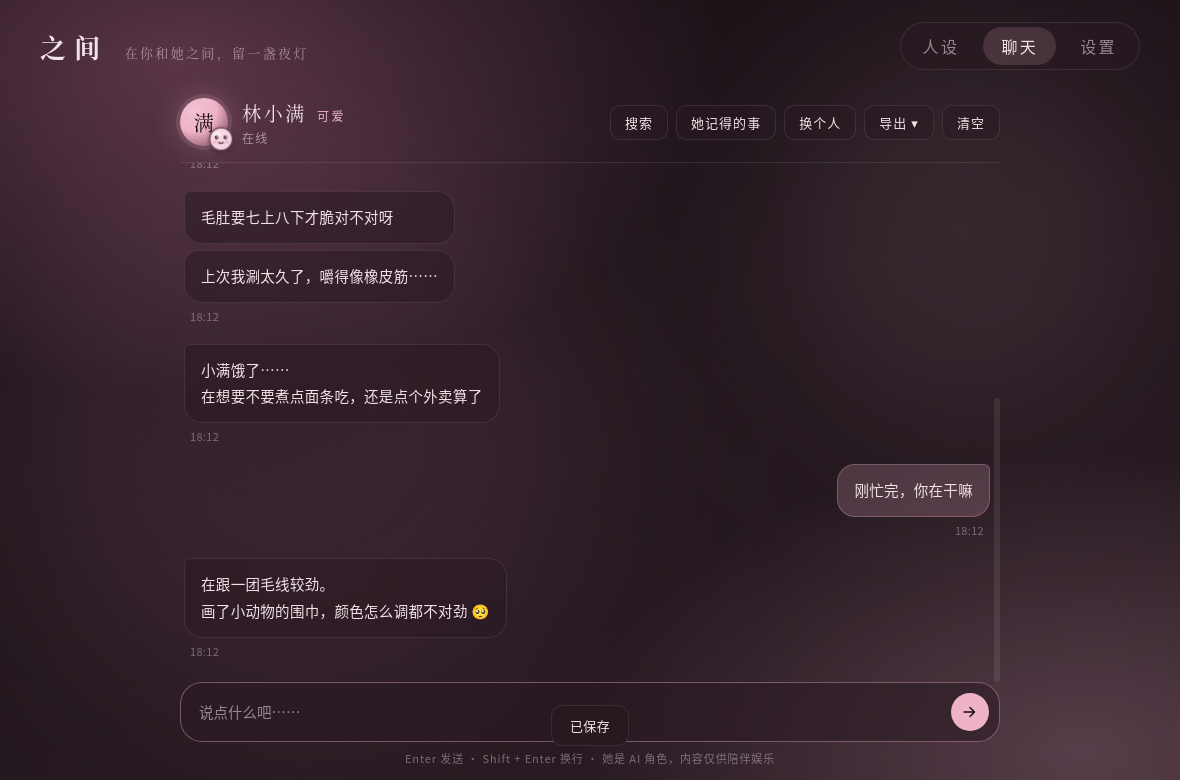 之间
在你和她之间，留一盏夜灯
人设
聊天
设置
满
林小满
可爱
在线
搜索
她记得的事
换个人
导出 ▾
清空
18:12
毛肚要七上八下才脆对不对呀
上次我涮太久了，嚼得像橡皮筋……
18:12
小满饿了……
在想要不要煮点面条吃，还是点个外卖算了
18:12
刚忙完，你在干嘛
18:12
在跟一团毛线较劲。
画了小动物的围巾，颜色怎么调都不对劲 🥺
18:12
说点什么吧……
已保存
Enter 发送 · Shift + Enter 换行 · 她是 AI 角色，内容仅供陪伴娱乐